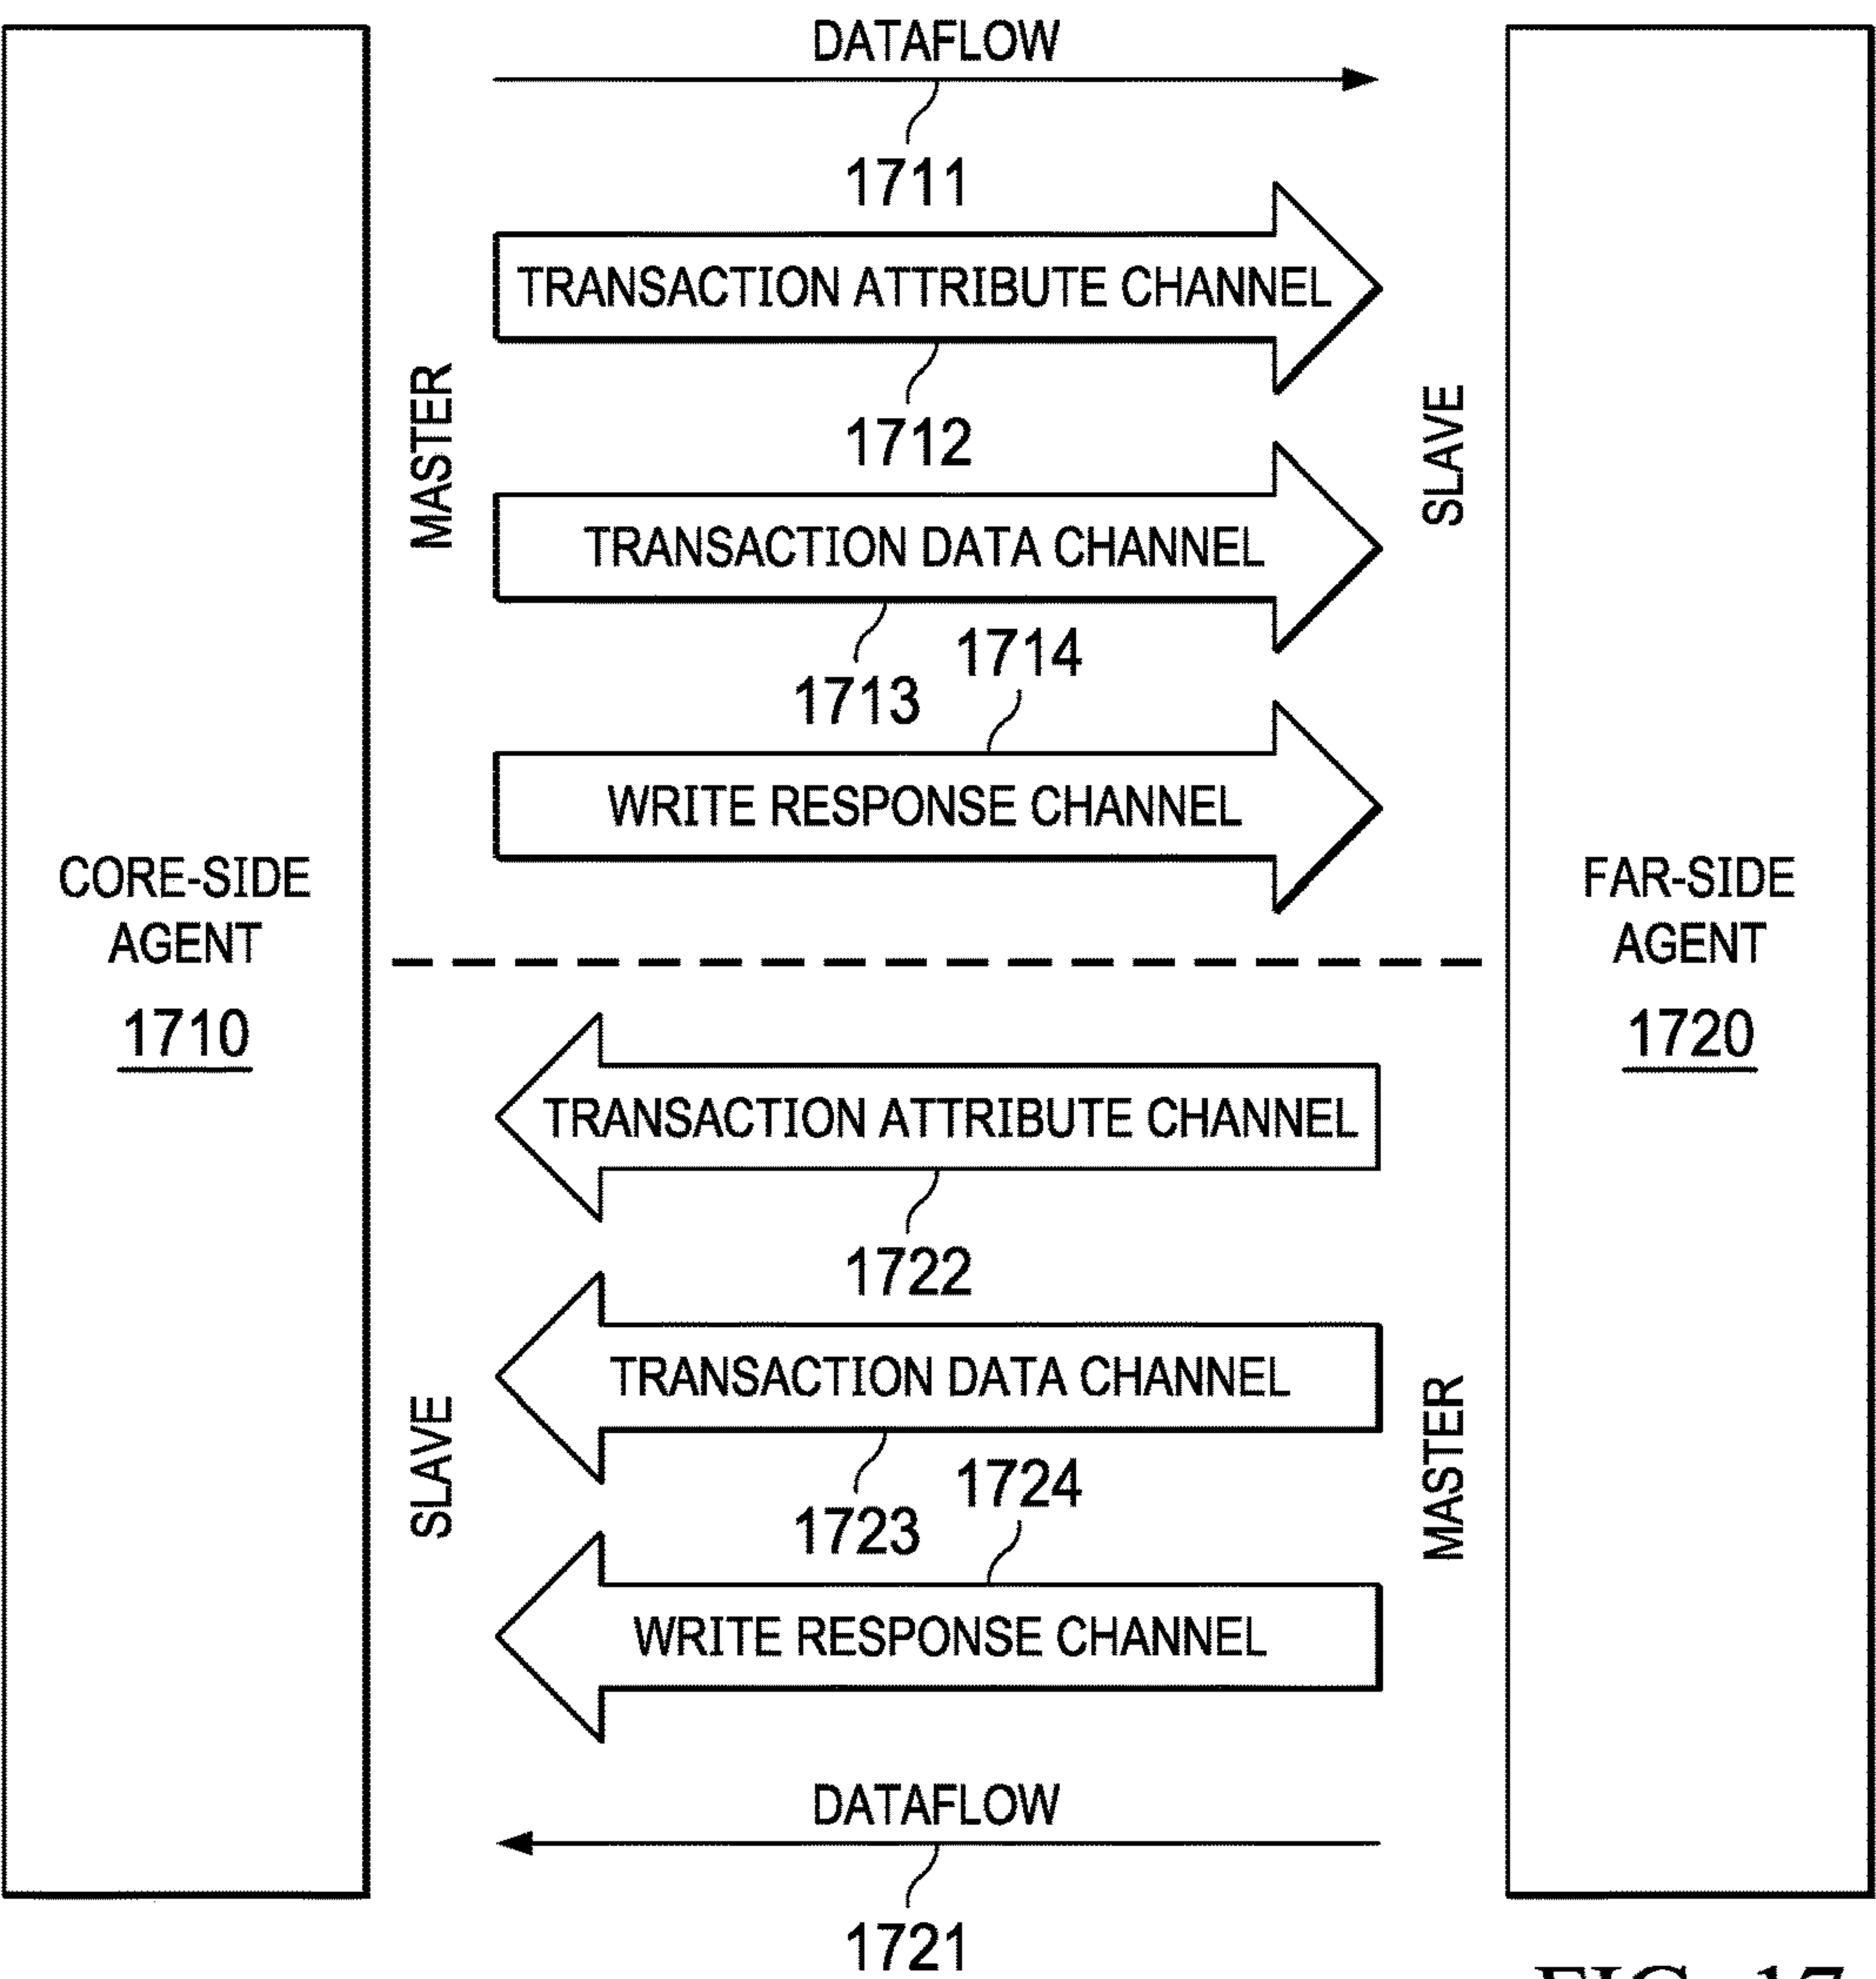 DATAFLOW
1711
TRANSACTION ATTRIBUTE CHANNEL
1712
MASTER
SLAVE
TRANSACTION DATA CHANNEL
1713
1714
WRITE RESPONSE CHANNEL
CORE-SIDE
AGENT
1710
FAR-SIDE
AGENT
1720
TRANSACTION ATTRIBUTE CHANNEL
1722
TRANSACTION DATA CHANNEL
SLAVE
MASTER
1723
1724
WRITE RESPONSE CHANNEL
DATAFLOW
1721
FIG. 17